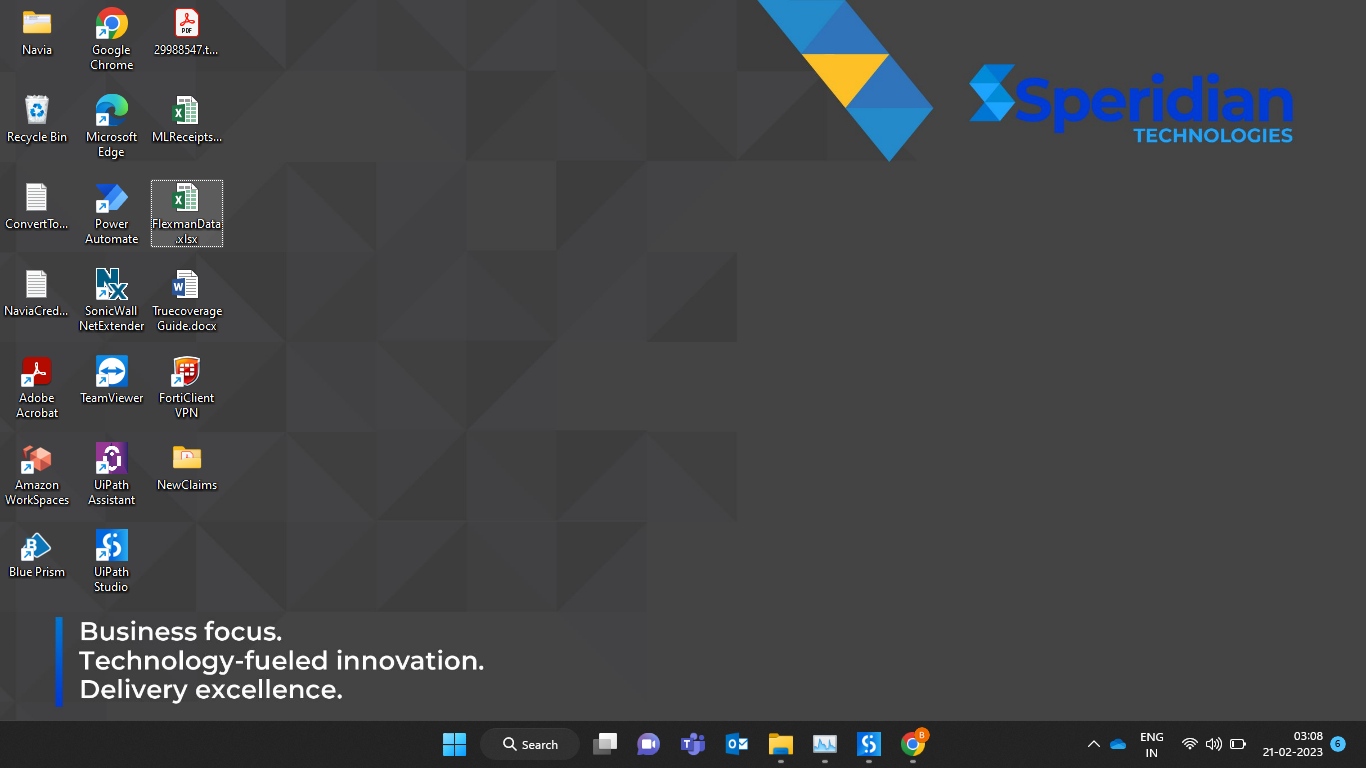 Navia
Google
Chrome
29988547.t...
Recycle Bin
Microsoft
Edge
MLReceipts...
ConvertTo...
Power
Automate
FlexmanData
.xlsx
NaviaCred...
SonicWall
NetExtender
Truecoverage
Guide.docx
Adobe
Acrobat
TeamViewer
FortiClient
VPN
Amazon
WorkSpaces
UiPath
Assistant
NewClaims
Blue Prism
UiPath
Studio
Speridian
TECHNOLOGIES
Business focus.
Technology-fueled innovation.
Delivery excellence.
Search
ENG
IN
03:08
21-02-2023
6